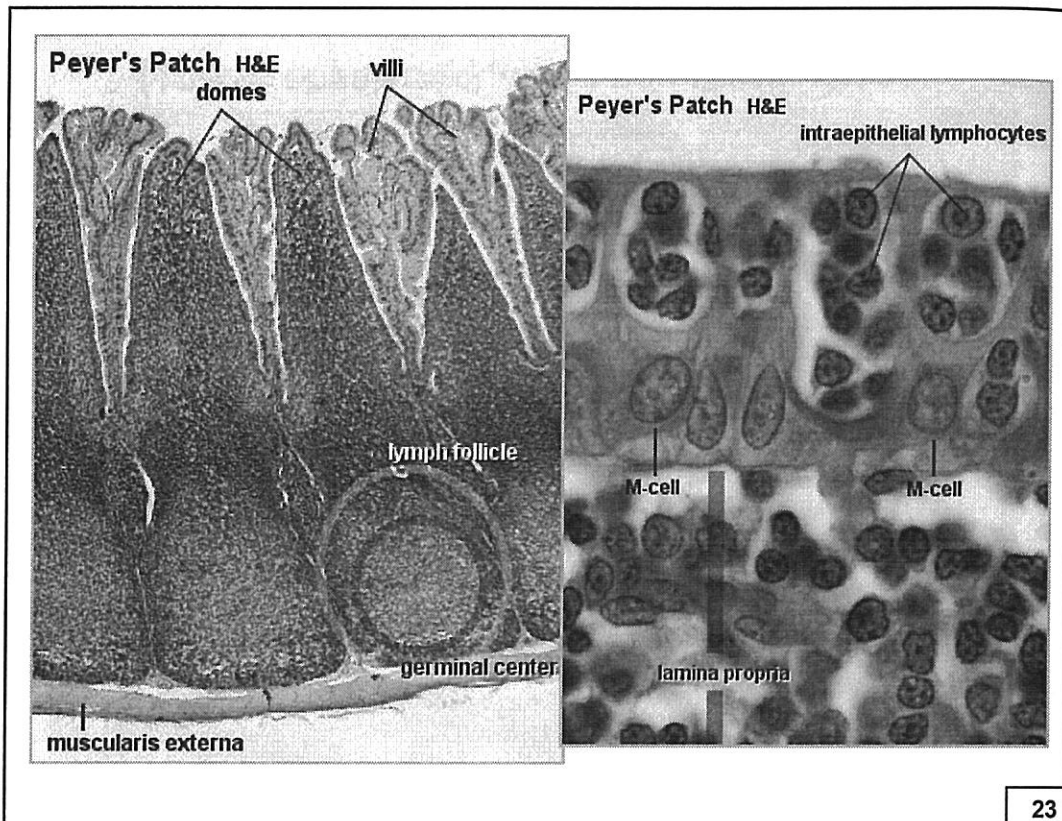 Peyer's Patch H&E
domes
villi
lymph follicle
germinal center
muscularis externa
Peyer's Patch H&E
intraepithelial lymphocytes
M-cell
M-cell
lamina propria
23